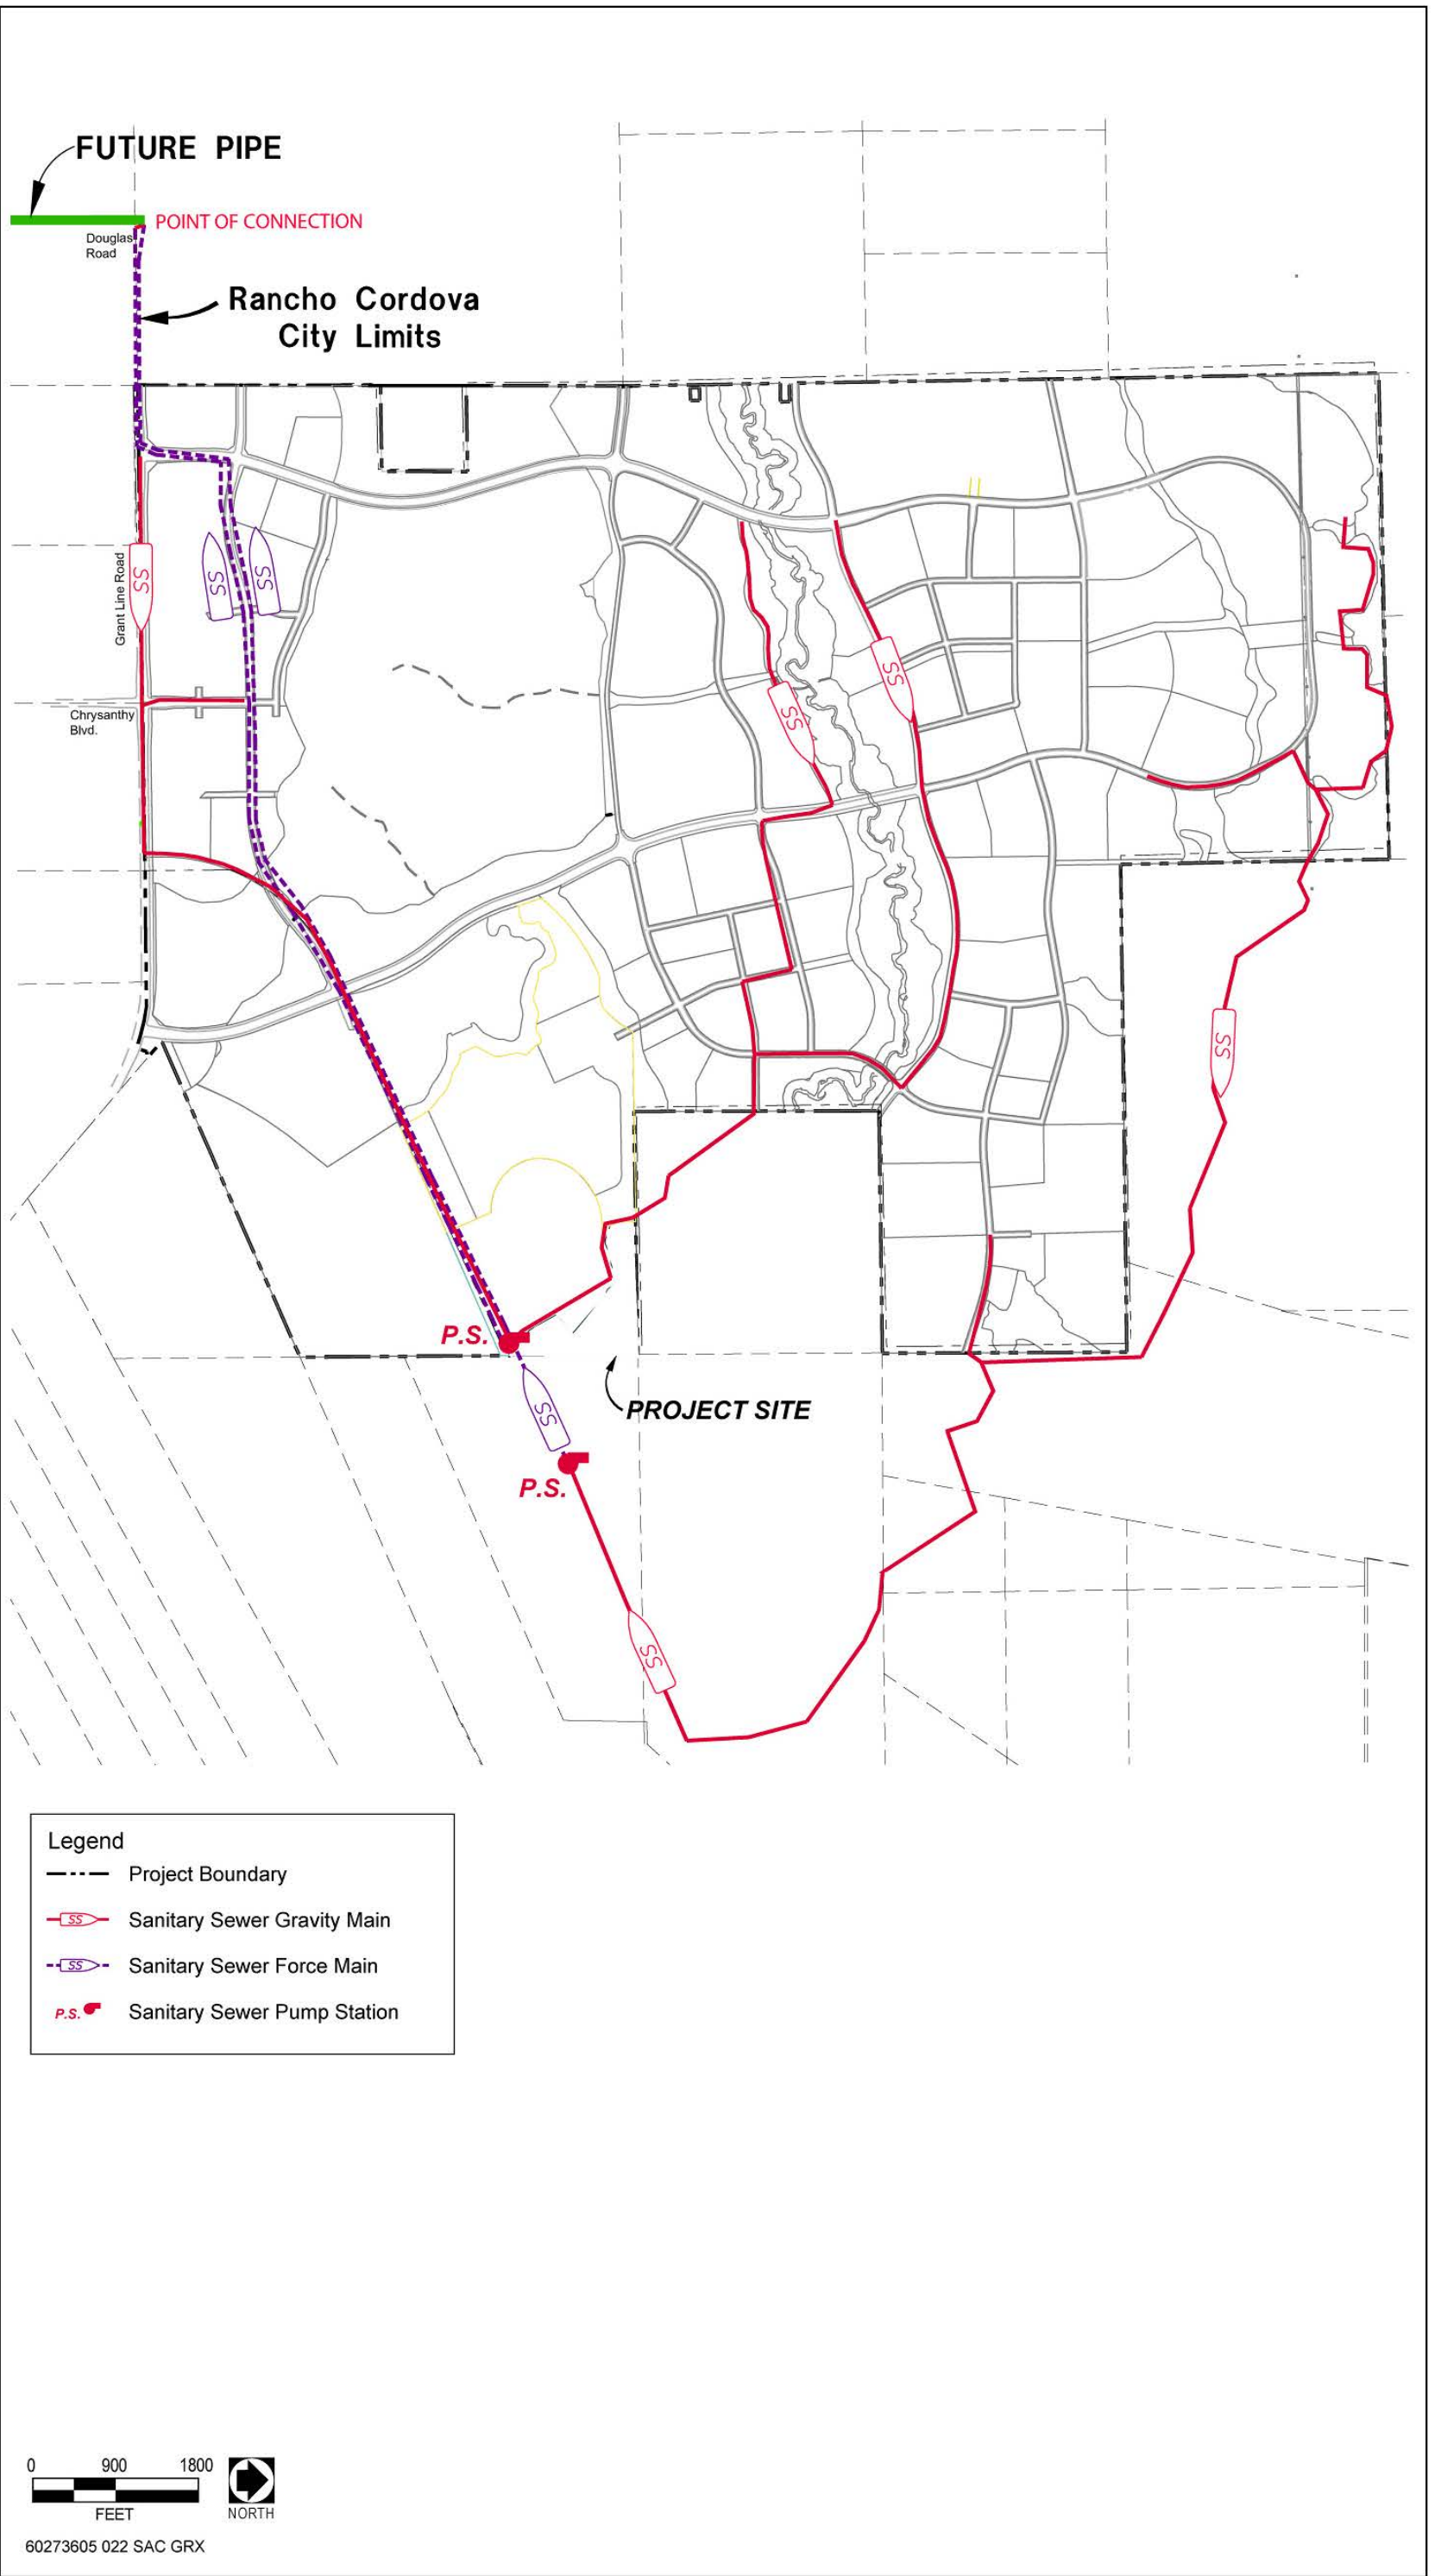 FUTURE PIPE
POINT OF CONNECTION
Douglas
Road
Rancho Cordova
City Limits
Grant Line Road
SS
SS
SS
SS
SS
Chrysanthy
Blvd.
SS
P.S.
SS
PROJECT SITE
P.S.
SS
Legend
Project Boundary
SS Sanitary Sewer Gravity Main
SS Sanitary Sewer Force Main
P.S. Sanitary Sewer Pump Station
0 900 1800
FEET
NORTH
60273605 022 SAC GRX